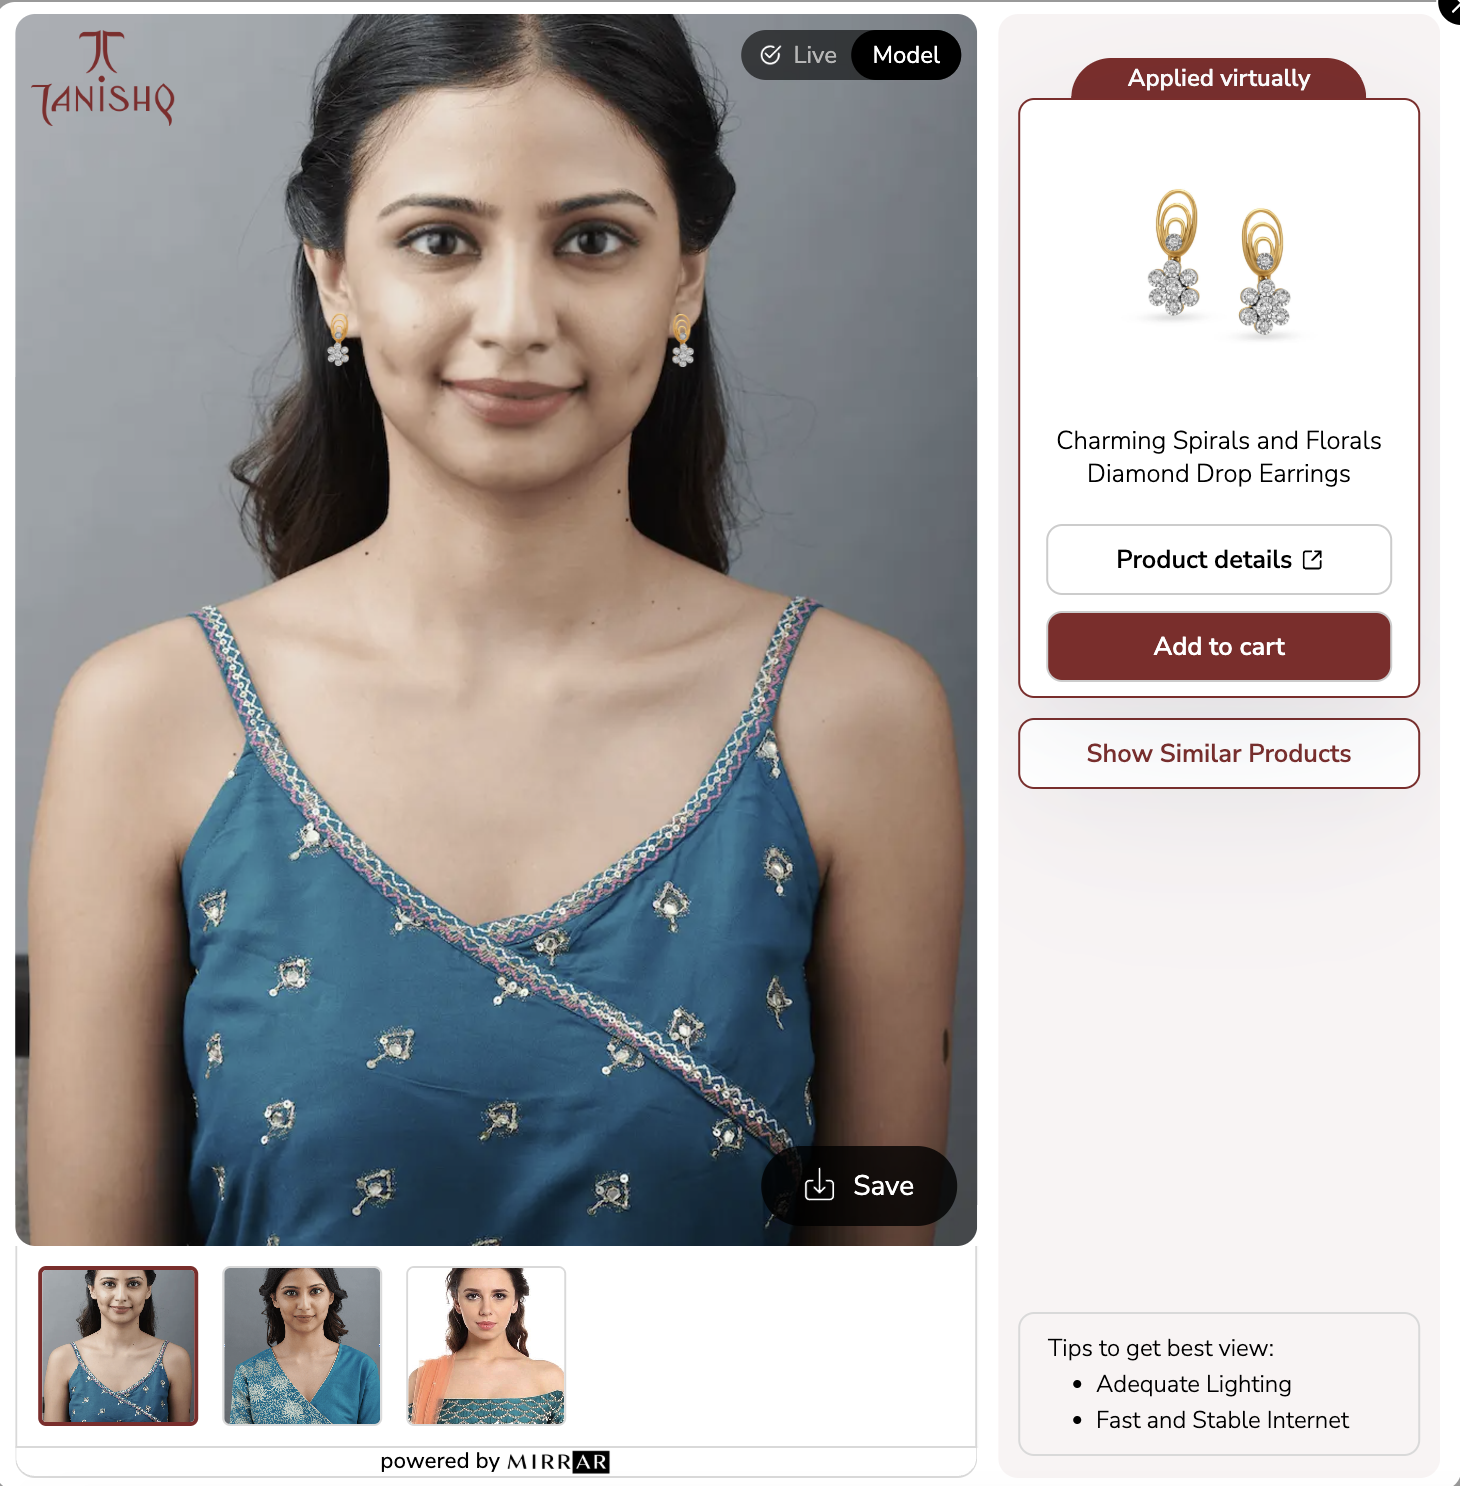 TANISHQ
Live
Model
Save
powered by MIRRAR
Applied virtually
Charming Spirals and Florals
Diamond Drop Earrings
Product details
Add to cart
Show Similar Products
Tips to get best view:
• Adequate Lighting
• Fast and Stable Internet